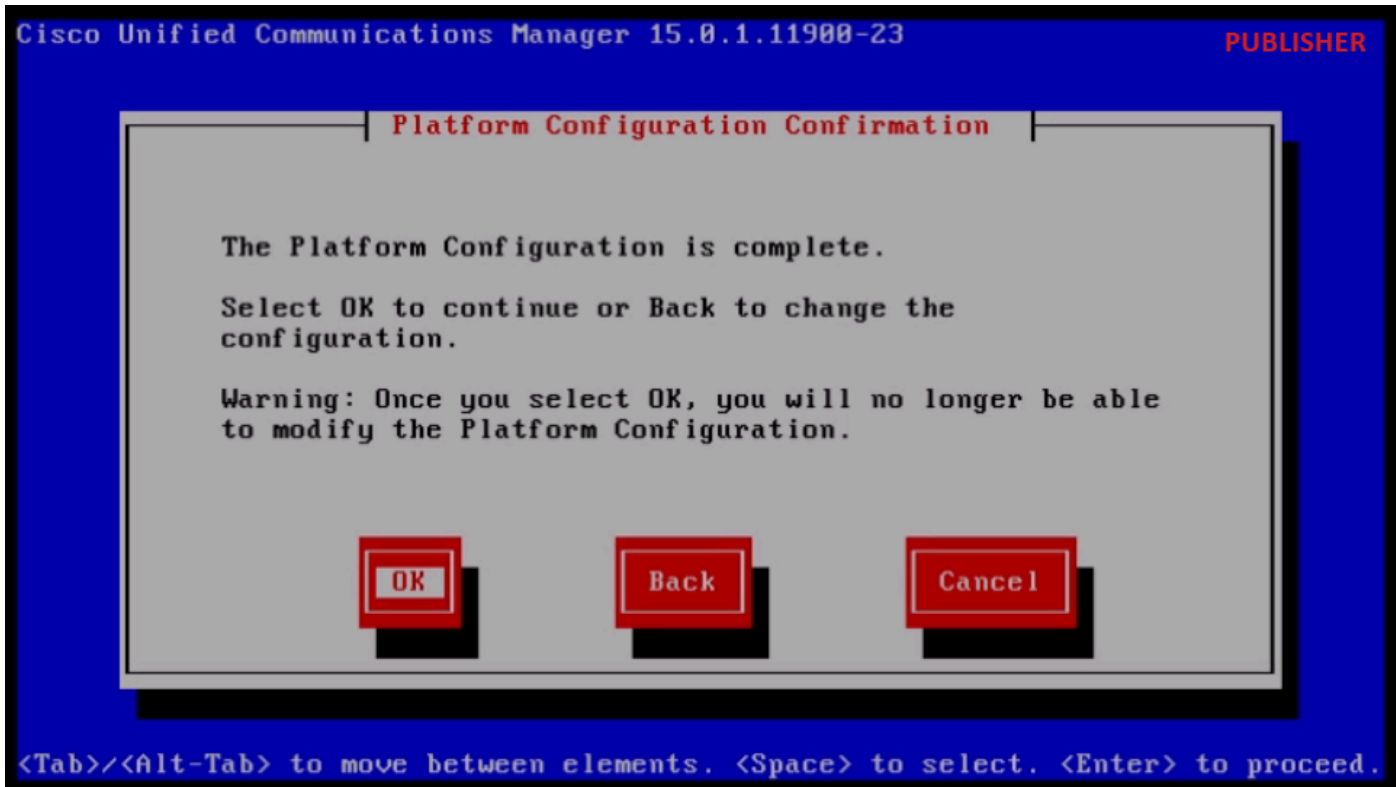 Cisco Unified Communications Manager 15.0.1.11900-23
PUBLISHER
Platform Configuration Confirmation
The Platform Configuration is complete.
Select OK to continue or Back to change the
configuration.
Warning: Once you select OK, you will no longer be able
to modify the Platform Configuration.
OK
Back
Cancel
<Tab>/<Alt-Tab> to move between elements. <Space> to select. <Enter> to proceed.